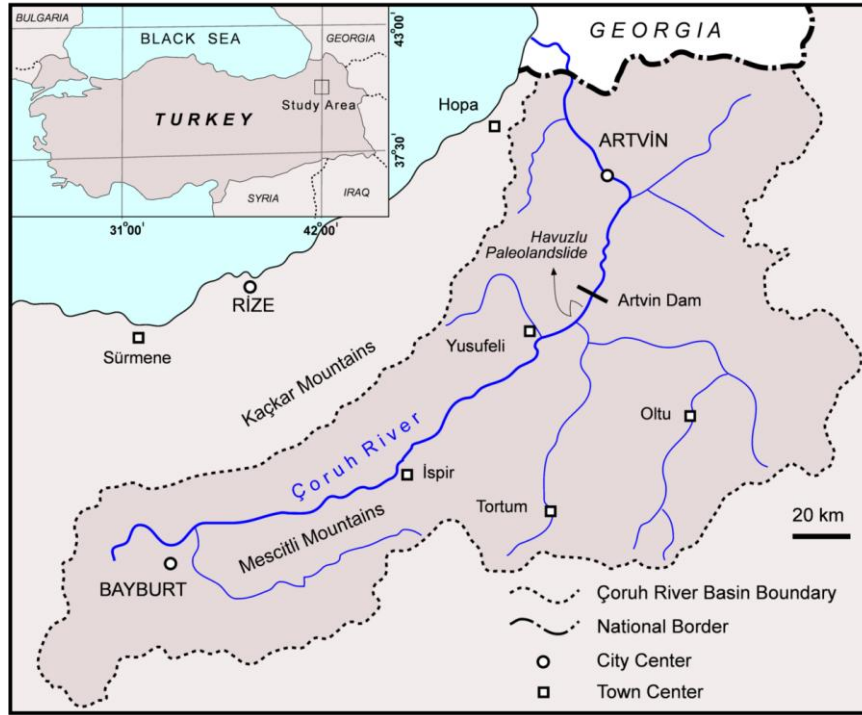 BULGARIA
BLACK SEA
GEORGIA
43°00'
TURKEY
Study Area
37°30'
SYRIA
IRAQ
31°00'
42°00'
GEORGIA
Hopa
ARTVİN
Havuzlu
Paleolandslide
Artvin Dam
RİZE
Sürmene
Yusufeli
Kaçkar Mountains
Oltu
Çoruh River
İspir
Tortum
Mescitli Mountains
20 km
BAYBURT
Çoruh River Basin Boundary
National Border
City Center
Town Center